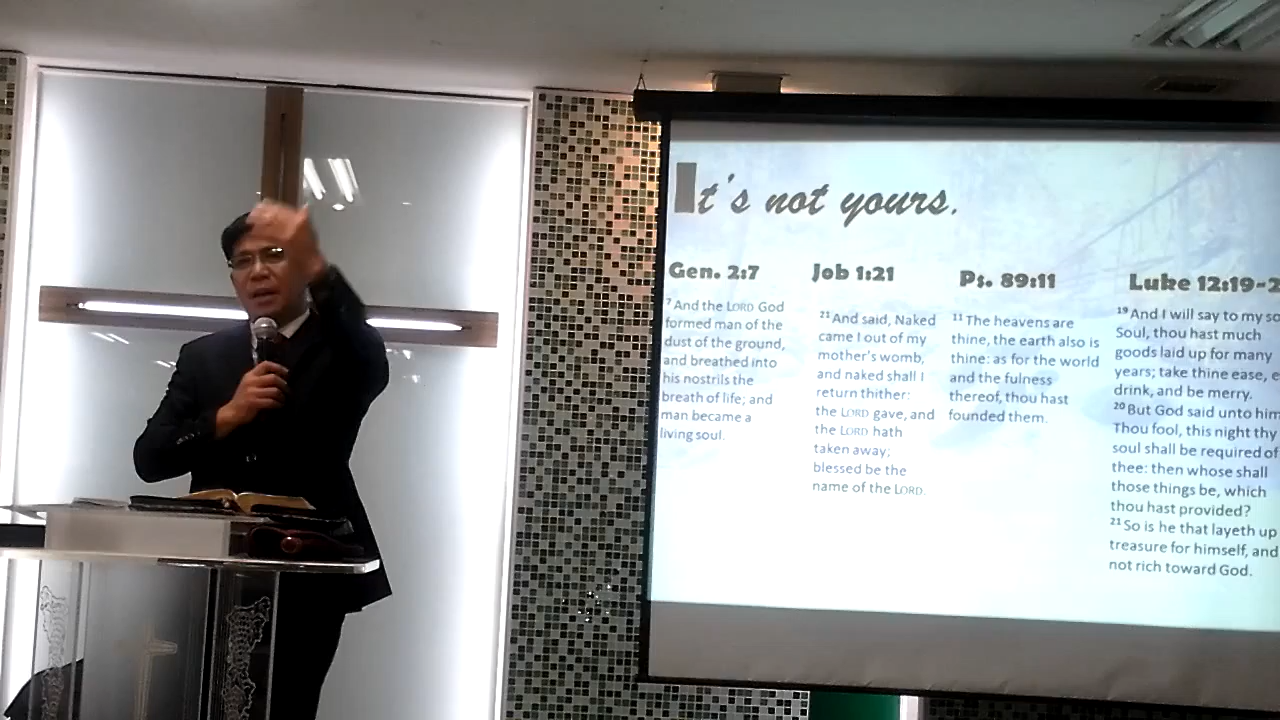 It's not yours.
Gen. 2:7
7 And the LORD God
formed man of the
dust of the ground,
and breathed into
his nostrils the
breath of life; and
man became a
living soul.
Job 1:21
21 And said, Naked
came I out of my
mother's womb,
and naked shall I
return thither:
the LORD gave, and
the LORD hath
taken away;
blessed be the
name of the LORD.
Ps. 89:11
11 The heavens are
thine, the earth also is
thine: as for the world
and the fulness
thereof, thou hast
founded them.
Luke 12:19-2
19 And I will say to my so
Soul, thou hast much
goods laid up for many
years; take thine ease, e
drink, and be merry.
20 But God said unto him
Thou fool, this night thy
soul shall be required of
thee: then whose shall
those things be, which
thou hast provided?
21 So is he that layeth up
treasure for himself, and
not rich toward God.